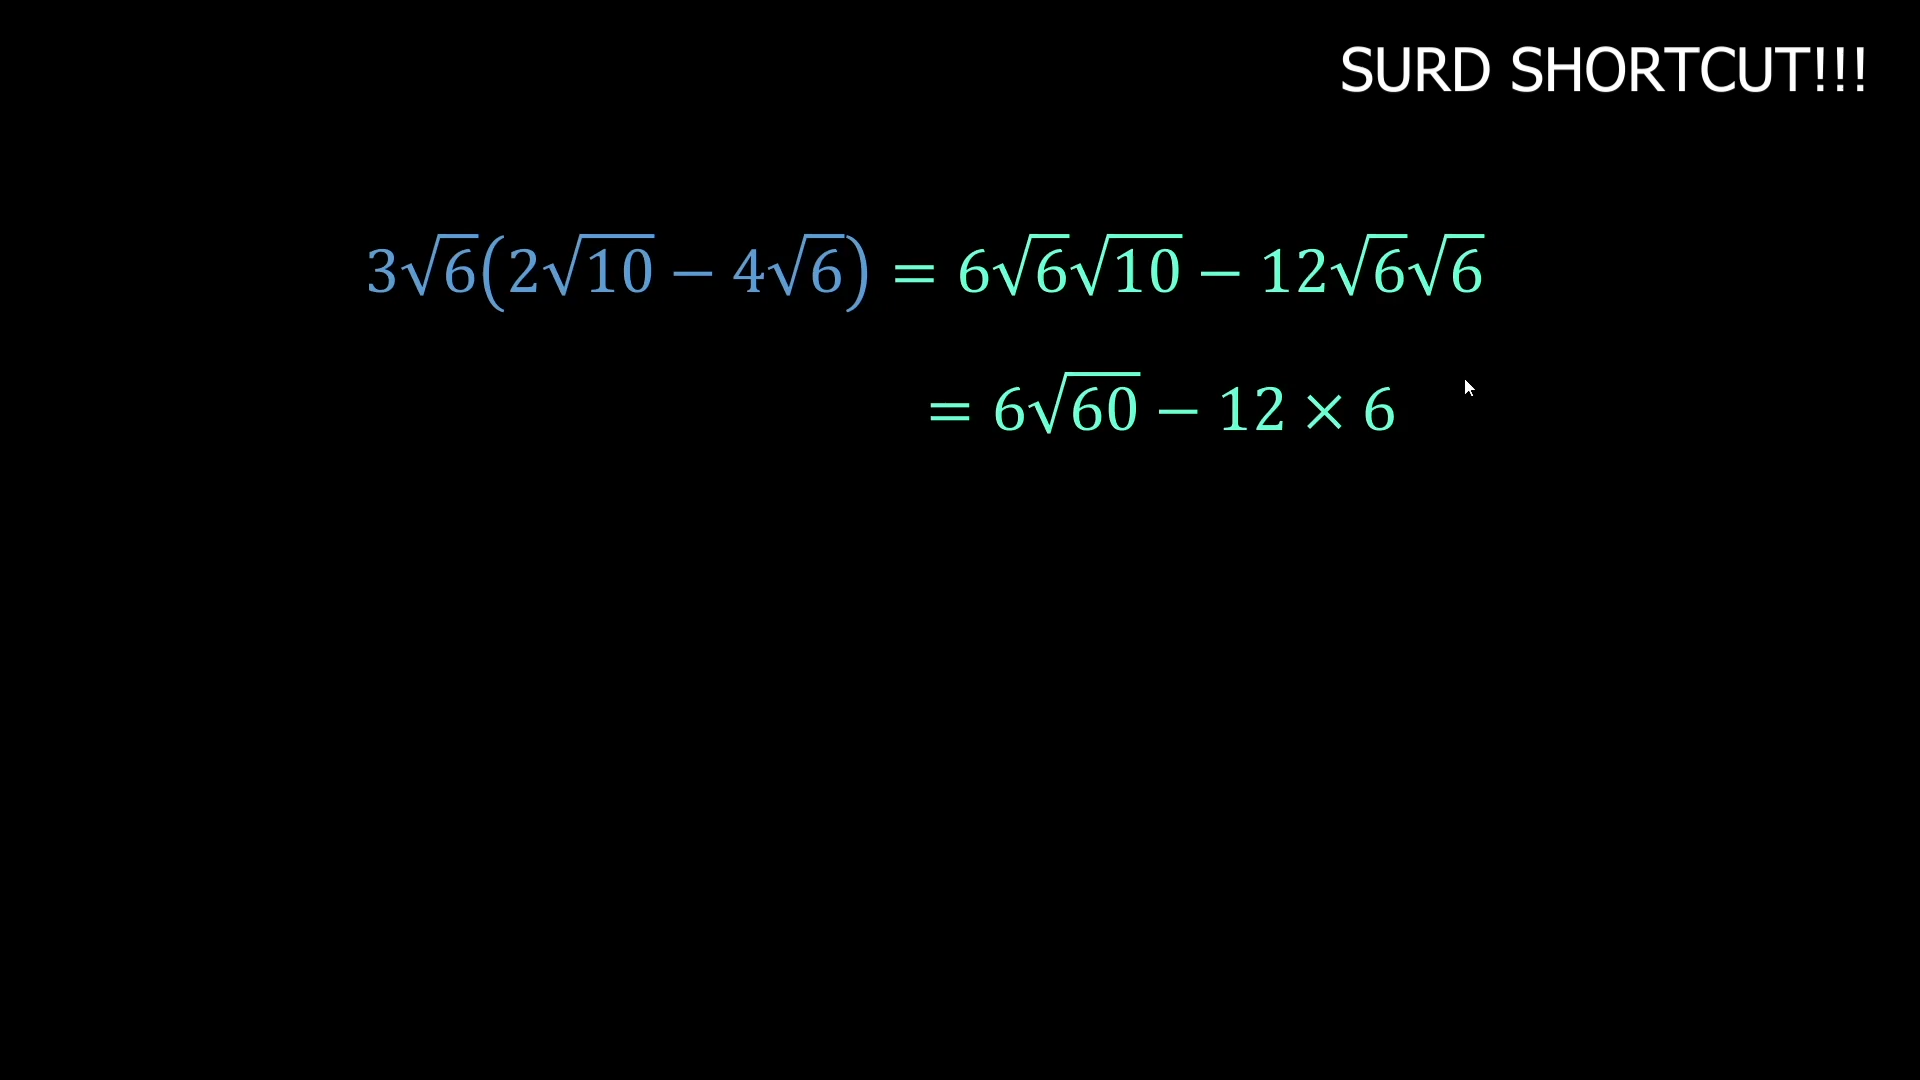 SURD SHORTCUT!!!
3√6(2√10 − 4√6) = 6√6√10 − 12√6√6
= 6√60 − 12 × 6